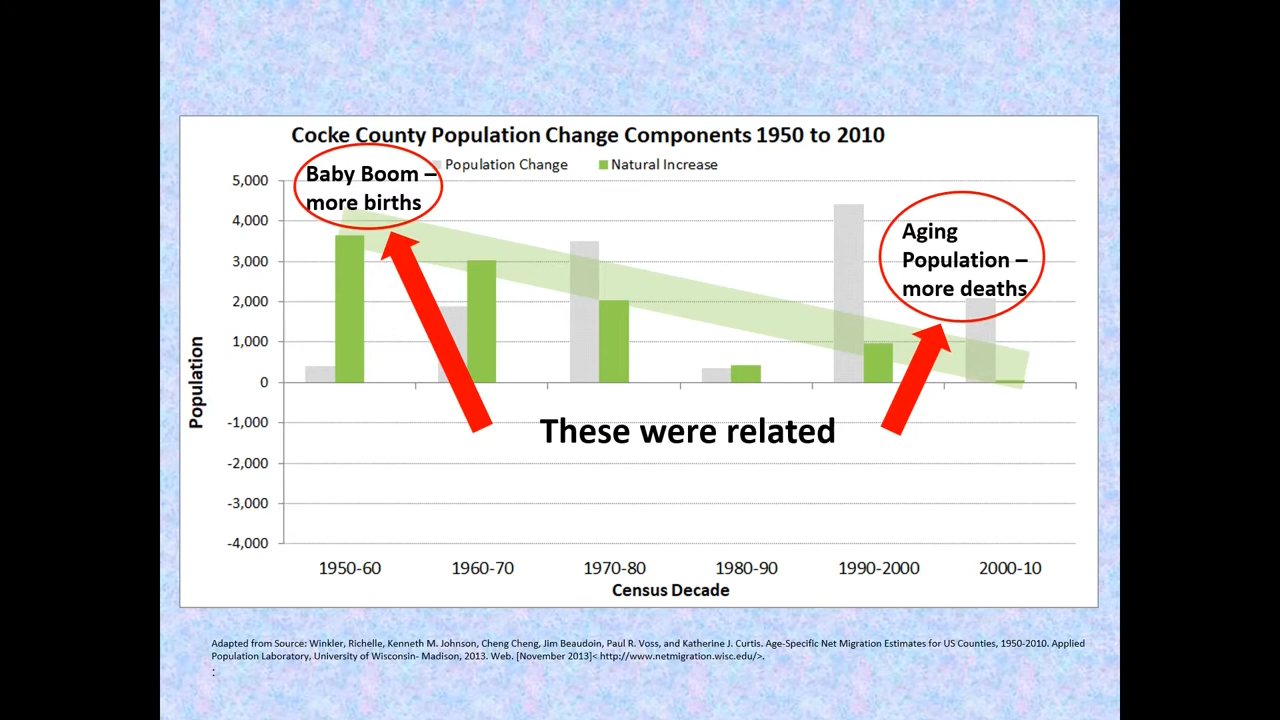 Cocke County Population Change Components 1950 to 2010
Population Change
Natural Increase
Baby Boom –
more births
Aging
Population –
more deaths
5,000
4,000
3,000
2,000
1,000
0
-1,000
-2,000
-3,000
-4,000
Population
These were related
1950-60
1960-70
1970-80
1980-90
1990-2000
2000-10
Census Decade
Adapted from Source: Winkler, Richelle, Kenneth M. Johnson, Cheng Cheng, Jim Beaudoin, Paul R. Voss, and Katherine J. Curtis. Age-Specific Net Migration Estimates for US Counties, 1950-2010. Applied
Population Laboratory, University of Wisconsin- Madison, 2013. Web. [November 2013]< http://www.netmigration.wisc.edu/>.
: